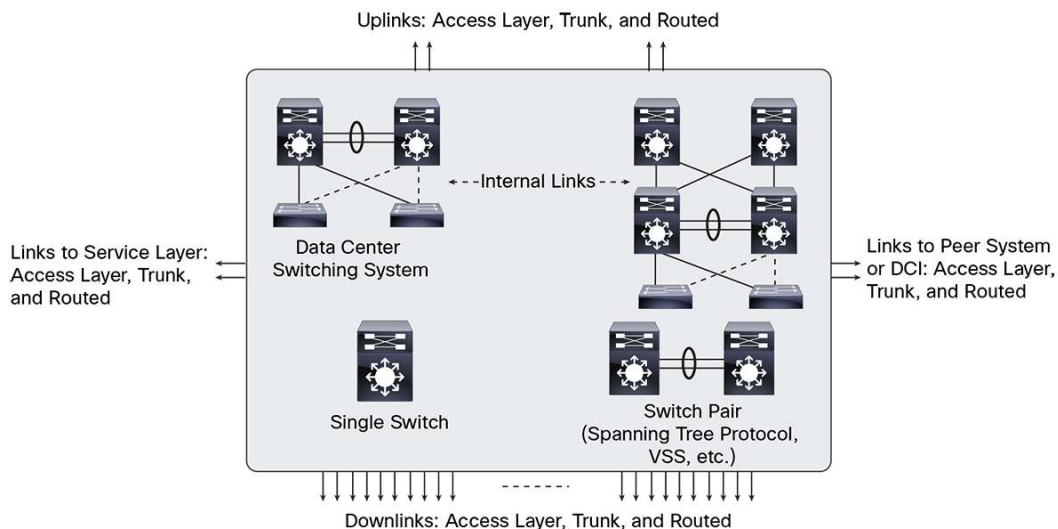 Uplinks: Access Layer, Trunk, and Routed
Internal Links
Data Center
Switching System
Links to Service Layer:
Access Layer, Trunk,
and Routed
Links to Peer System
or DCI: Access Layer,
Trunk, and Routed
Single Switch
Switch Pair
(Spanning Tree Protocol,
VSS, etc.)
Downlinks: Access Layer, Trunk, and Routed